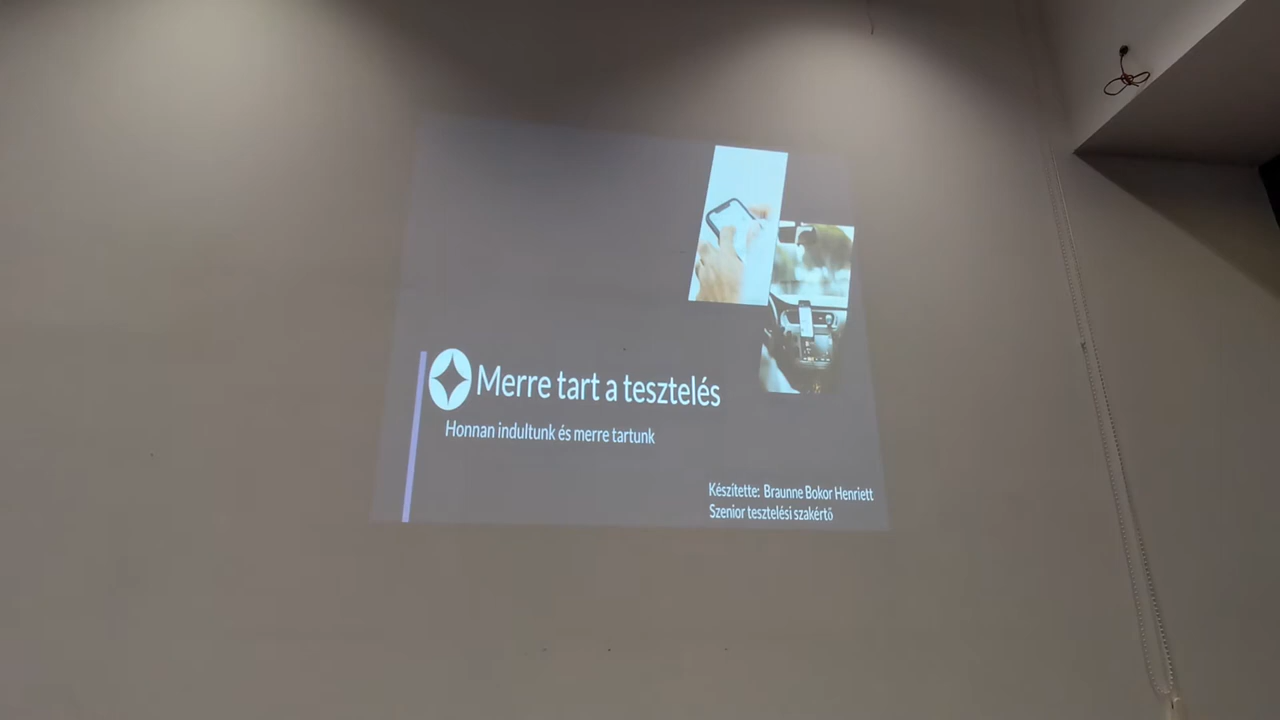 Merre tart a tesztelés
Honnan indultunk és merre tartunk
Készítette: Braunne Bokor Henriett
Szenior tesztelési szakértő